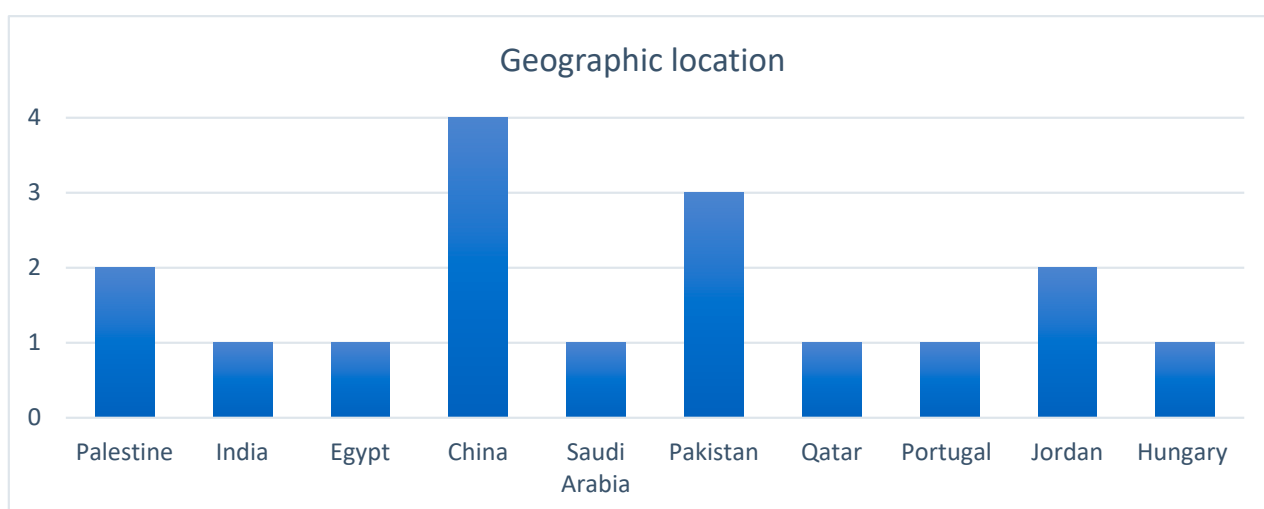 Geographic location
4
3
2
1
0
Palestine
India
Egypt
China
Saudi
Arabia
Pakistan
Qatar
Portugal
Jordan
Hungary